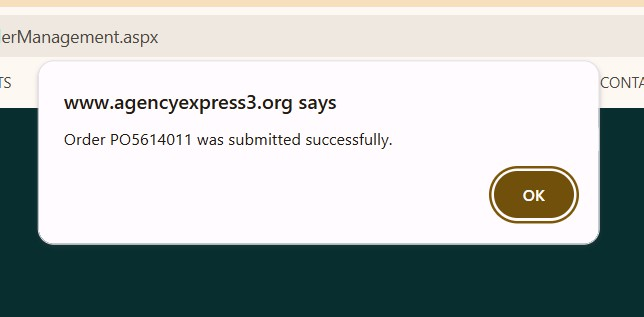 erManagement.aspx
TS
CONTA
www.agencyexpress3.org says
Order PO5614011 was submitted successfully.
OK